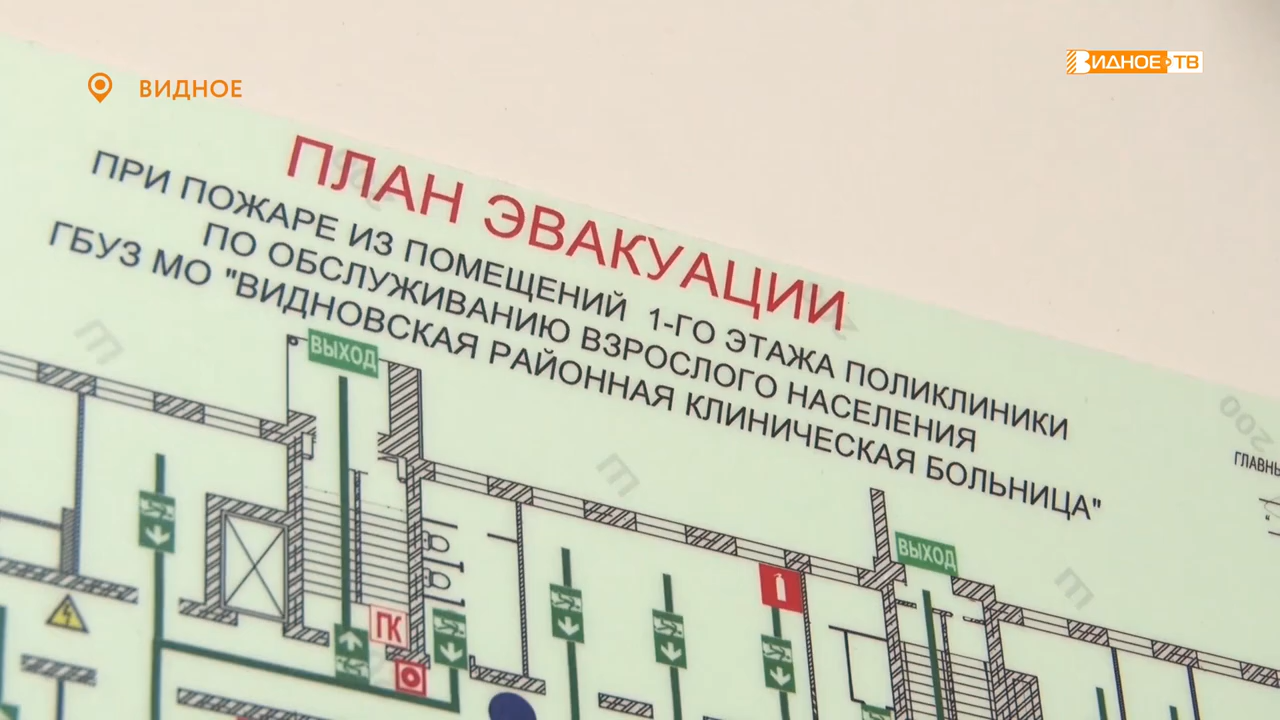 ВИДНОЕ
ВИДНОЕ ТВ
ПЛАН ЭВАКУАЦИИ
ПРИ ПОЖАРЕ ИЗ ПОМЕЩЕНИЙ 1-ГО ЭТАЖА ПОЛИКЛИНИКИ
ПО ОБСЛУЖИВАНИЮ ВЗРОСЛОГО НАСЕЛЕНИЯ
ГБУЗ МО "ВИДНОВСКАЯ РАЙОННАЯ КЛИНИЧЕСКАЯ БОЛЬНИЦА"
ВЫХОД
ВЫХОД
ПК
200